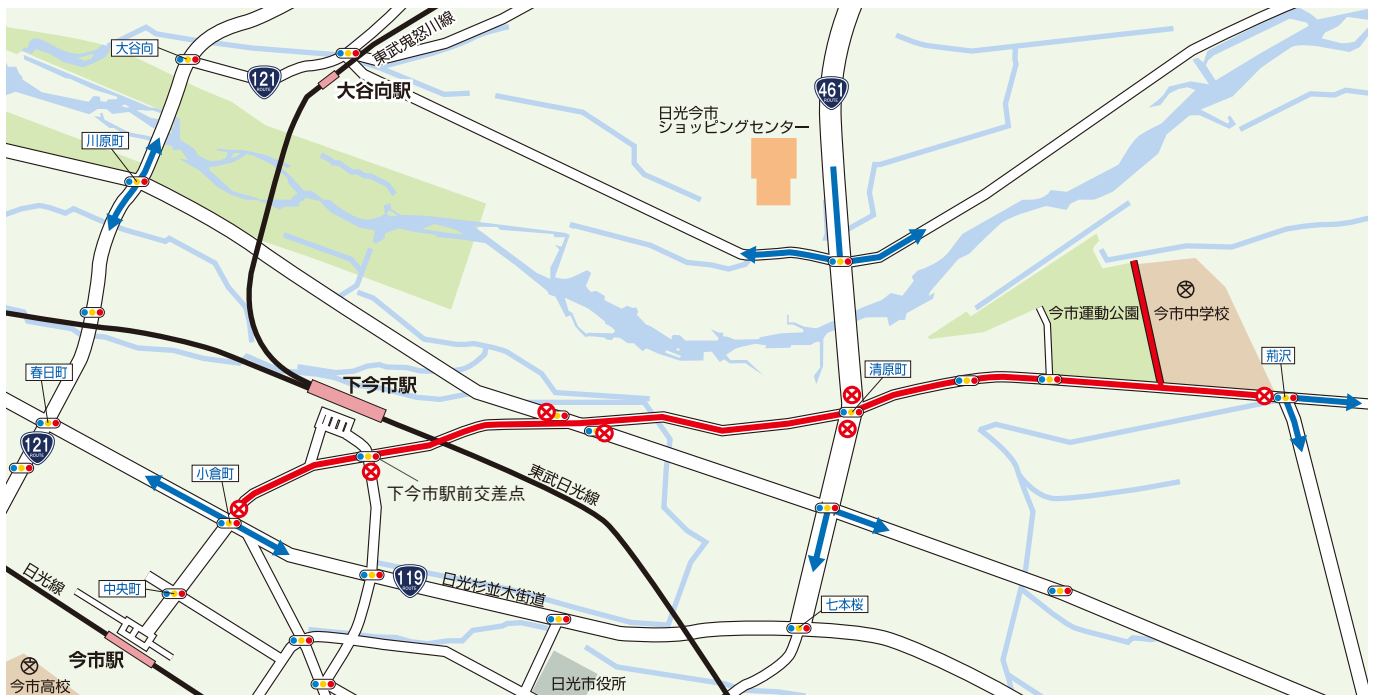 大谷向
121
ROUTE
東武鬼怒川線
大谷向駅
461
ROUTE
日光今市
ショッピングセンター
川原町
今市運動公園
今市中学校
荊沢
清原町
春日町
下今市駅
121
ROUTE
小倉町
下今市駅前交差点
東武日光線
日光線
中央町
119
ROUTE
日光杉並木街道
七本桜
今市駅
今市高校
日光市役所